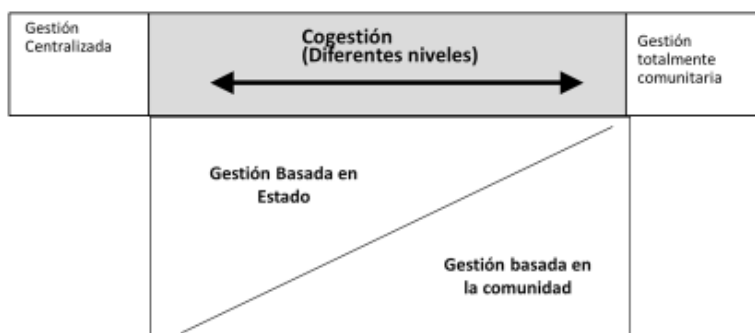 Gestión
Centralizada
Cogestión
(Diferentes niveles)
Gestión
totalmente
comunitaria
Gestión Basada en
Estado
Gestión basada en
la comunidad